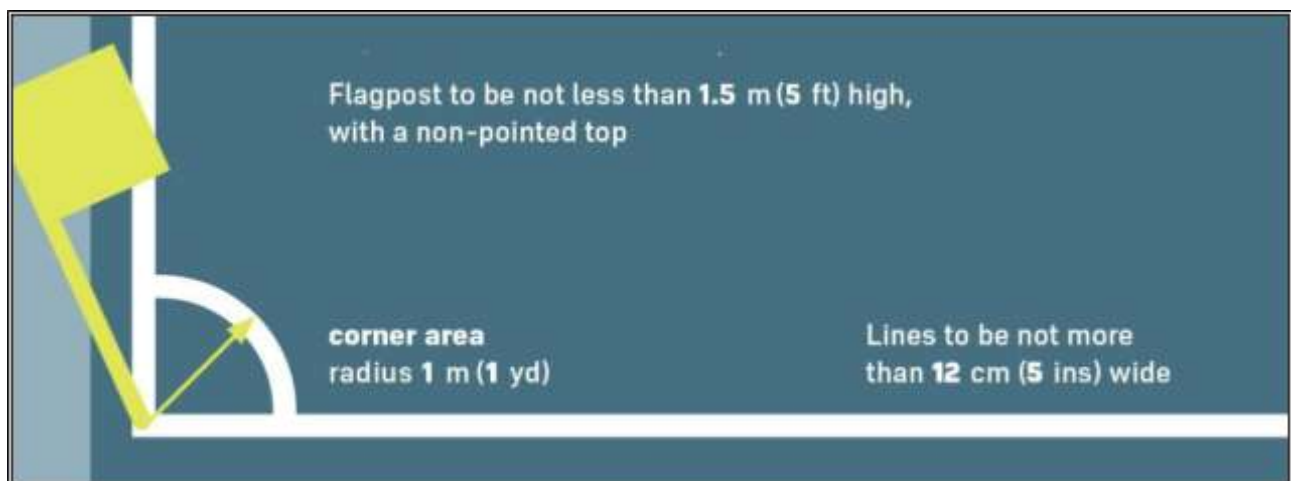 Flagpost to be not less than 1.5 m (5 ft) high,
with a non-pointed top
corner area
radius 1 m (1 yd)
Lines to be not more
than 12 cm (5 ins) wide